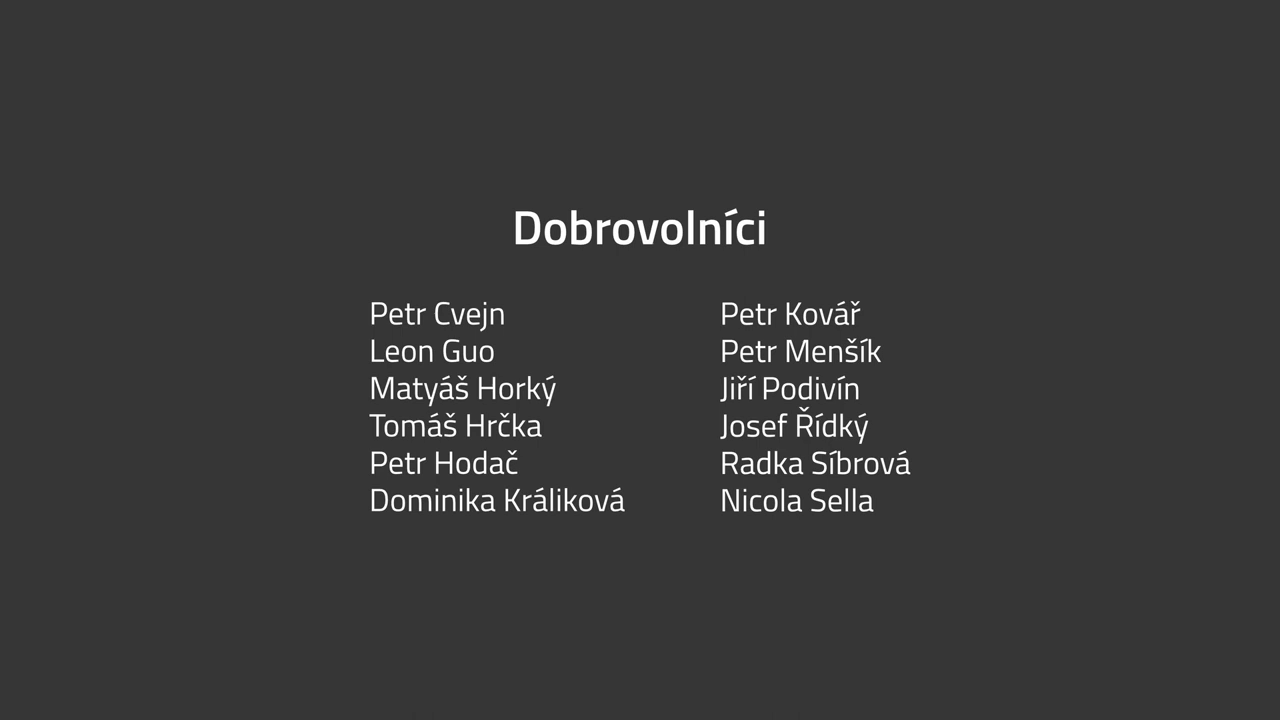 Dobrovolníci
Petr Cvejn
Leon Guo
Matyáš Horký
Tomáš Hrčka
Petr Hodač
Dominika Králiková
Petr Kovář
Petr Menšík
Jiří Podivín
Josef Řídký
Radka Síbrová
Nicola Sella